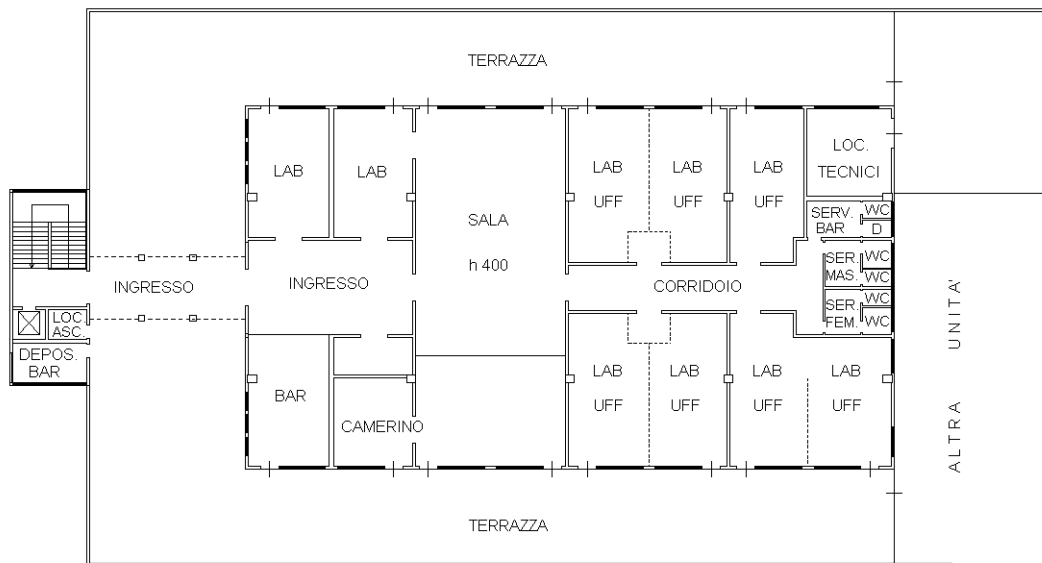 TERRAZZA
LAB
LAB
SALA
h 400
LAB
UFF
LAB
UFF
LAB
UFF
LOC.
TECNICI
SERV.
BAR
WC
D
SER.
MAS.
WC
WC
SER.
FEM.
WC
WC
INGRESSO
INGRESSO
CORRIDOIO
LOC.
ASC.
DEPOS.
BAR
BAR
CAMERINO
LAB
UFF
LAB
UFF
LAB
UFF
LAB
UFF
ALTRA UNITA'
TERRAZZA